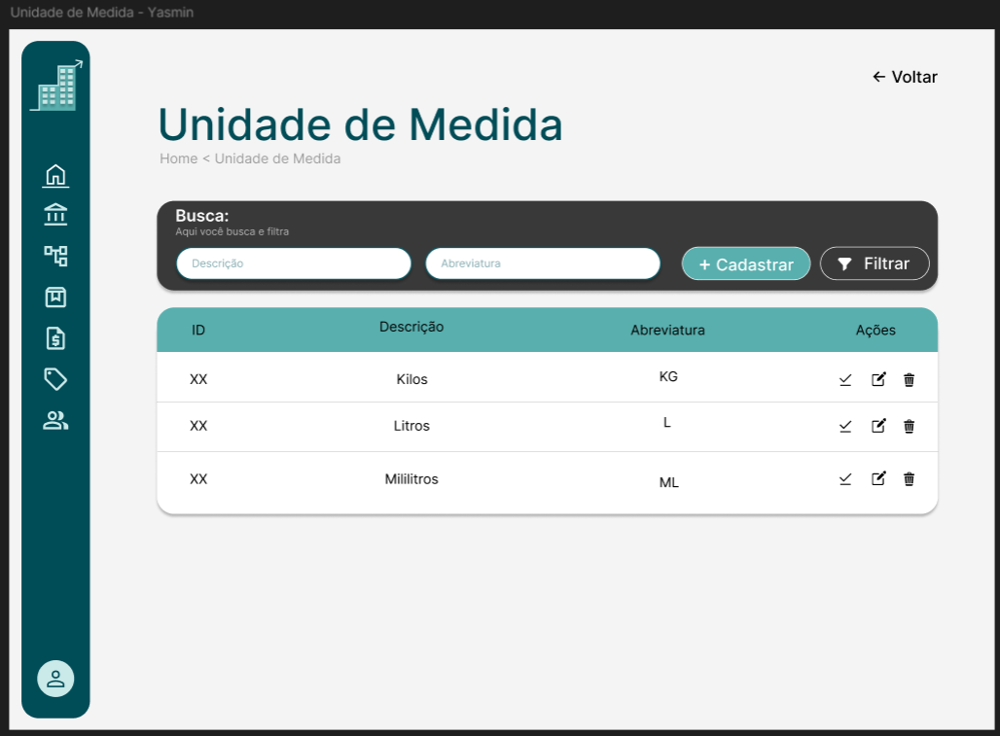 Unidade de Medida - Yasmin
← Voltar
Unidade de Medida
Home < Unidade de Medida
Busca:
Aqui você busca e filtra
Descrição Abreviatura + Cadastrar Filtrar
ID Descrição Abreviatura Ações
XX Kilos KG
XX Litros L
XX Mililitros ML